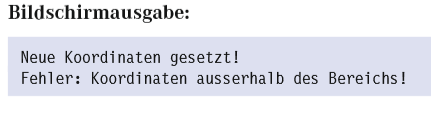 Bildschirmausgabe:
Neue Koordinaten gesetzt!
Fehler: Koordinaten ausserhalb des Bereichs!